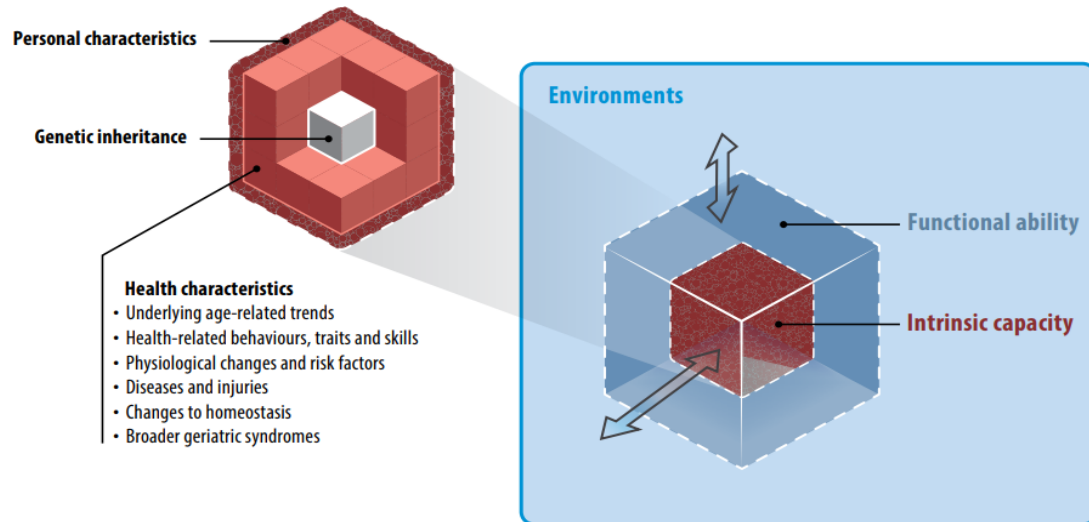 Personal characteristics
Genetic inheritance
Health characteristics
• Underlying age-related trends
• Health-related behaviours, traits and skills
• Physiological changes and risk factors
• Diseases and injuries
• Changes to homeostasis
• Broader geriatric syndromes
Environments
Functional ability
Intrinsic capacity